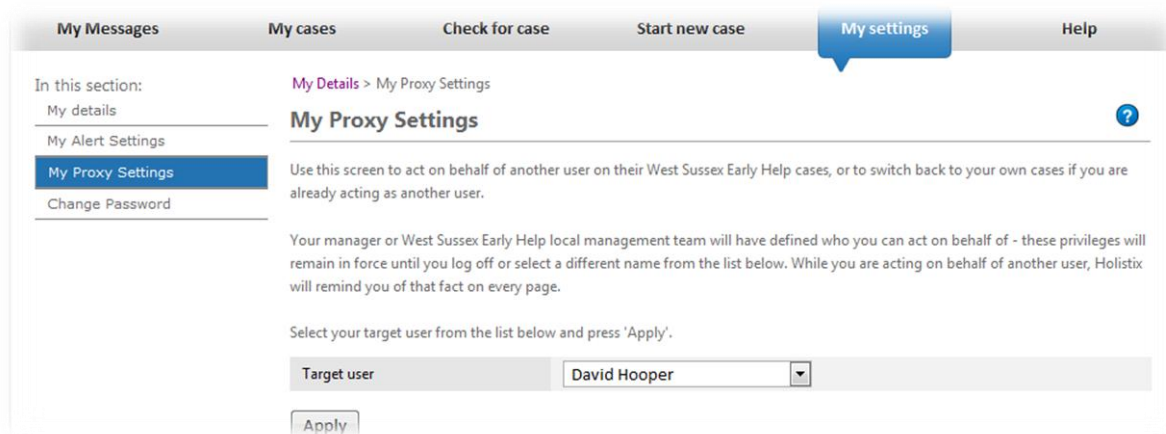 My Messages My cases Check for case Start new case My settings Help
In this section:
My details
My Alert Settings
My Proxy Settings
Change Password
My Details > My Proxy Settings
My Proxy Settings
?
Use this screen to act on behalf of another user on their West Sussex Early Help cases, or to switch back to your own cases if you are
already acting as another user.
Your manager or West Sussex Early Help local management team will have defined who you can act on behalf of - these privileges will
remain in force until you log off or select a different name from the list below. While you are acting on behalf of another user, Holistix
will remind you of that fact on every page.
Select your target user from the list below and press 'Apply'.
Target user David Hooper
Apply